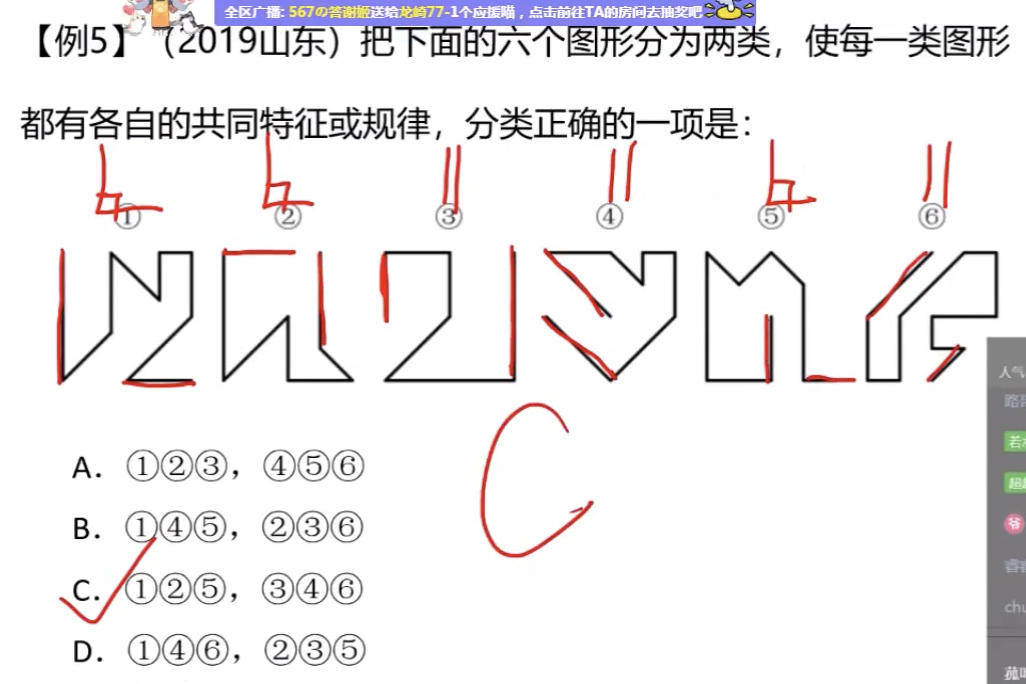 全区广播: 567の答谢姬送给龙崎77-1个应援喵，点击前往TA的房间去抽奖吧
【例5】（2019山东）把下面的六个图形分为两类，使每一类图形
都有各自的共同特征或规律，分类正确的一项是：
① ② ③ ④ ⑤ ⑥
人气
A. ①②③，④⑤⑥
B. ①④⑤，②③⑥
C
C. ①②⑤，③④⑥
D. ①④⑥，②③⑤